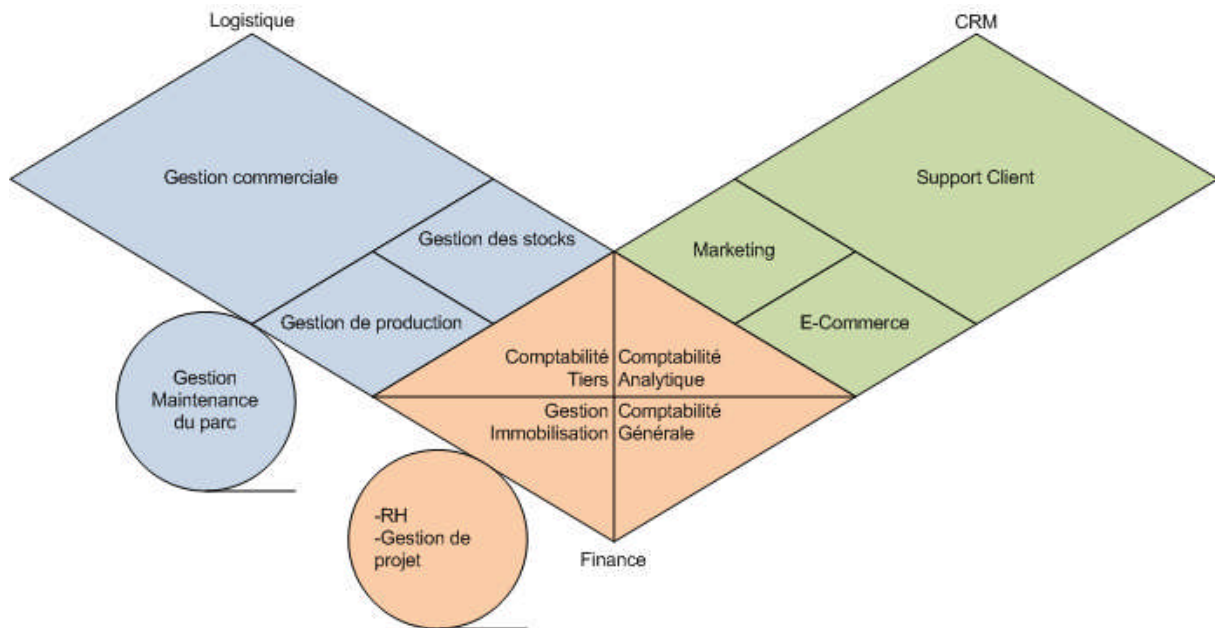 Logistique
CRM
Gestion commerciale
Support Client
Gestion des stocks
Marketing
Gestion de production
E-Commerce
Comptabilité
Tiers
Comptabilité
Analytique
Gestion
Immobilisation
Comptabilité
Générale
Gestion
Maintenance
du parc
-RH
-Gestion de
projet
Finance